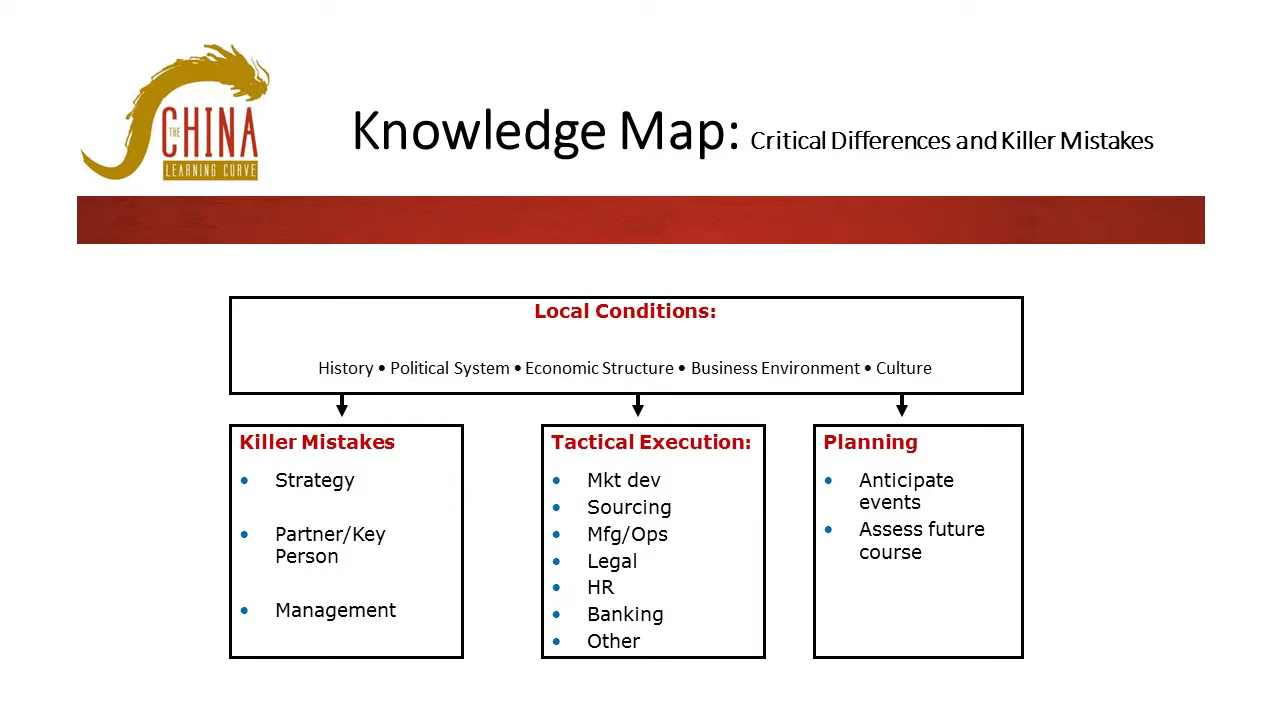 THE CHINA
LEARNING CURVE
Knowledge Map: Critical Differences and Killer Mistakes
Local Conditions:
History • Political System • Economic Structure • Business Environment • Culture
Killer Mistakes
• Strategy
• Partner/Key
Person
• Management
Tactical Execution:
• Mkt dev
• Sourcing
• Mfg/Ops
• Legal
• HR
• Banking
• Other
Planning
• Anticipate
events
• Assess future
course